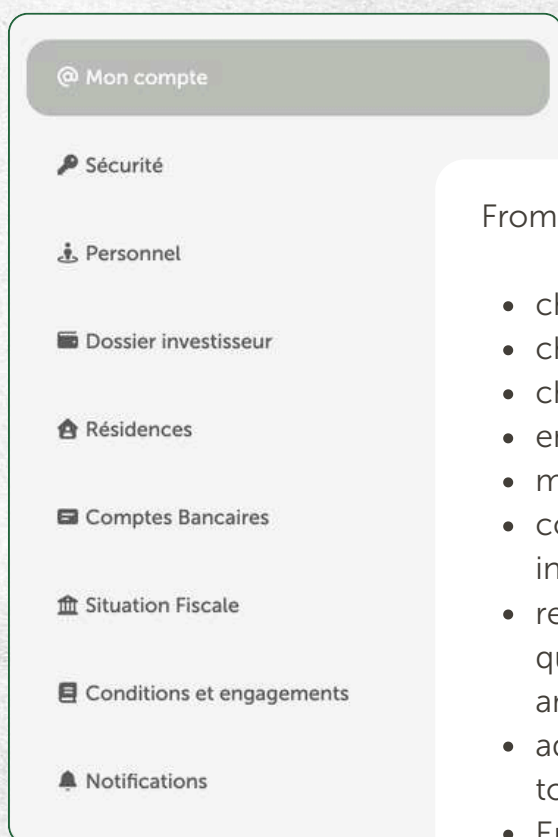 @ Mon compte
Sécurité
Personnel
Dossier investisseur
Résidences
Comptes Bancaires
Situation Fiscale
Conditions et engagements
Notifications
From